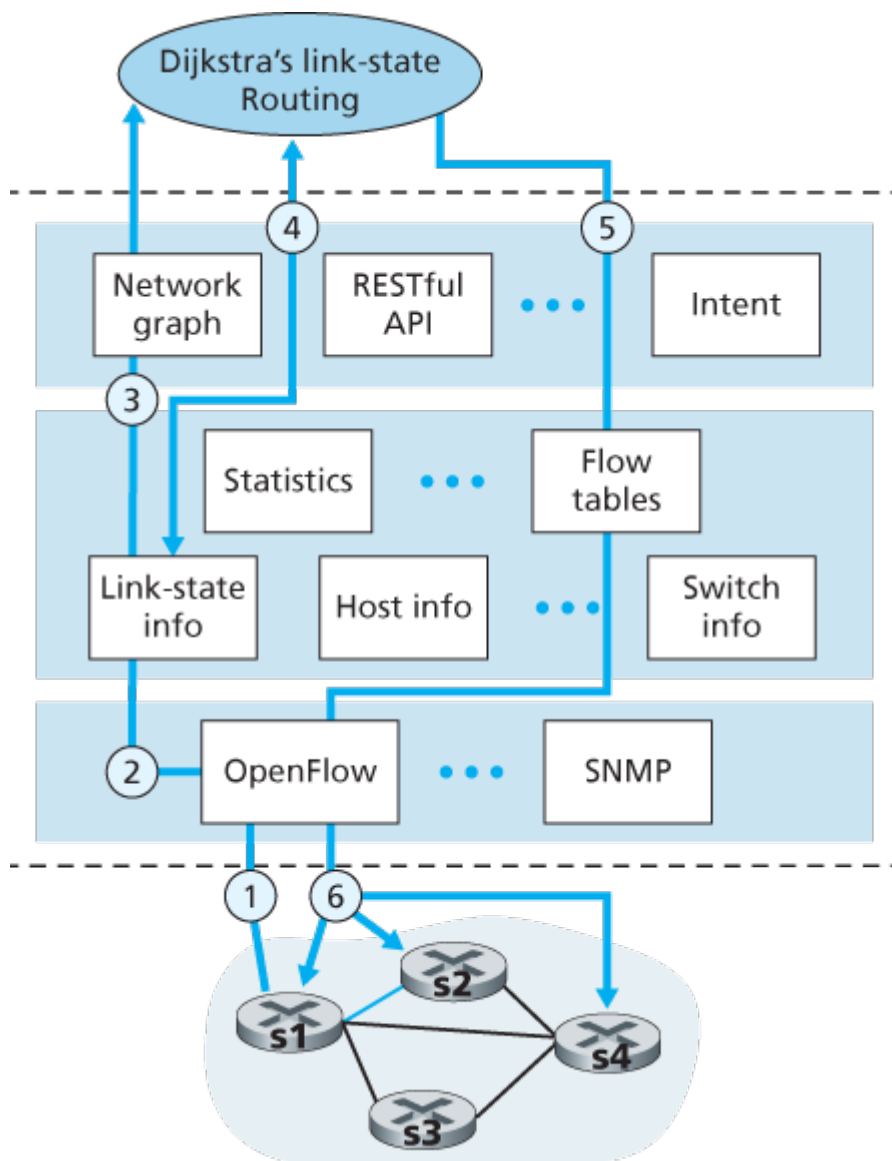 Dijkstra's link-state
Routing
4
5
Network
graph
RESTful
API
Intent
3
Statistics
Flow
tables
Link-state
info
Host info
Switch
info
2
OpenFlow
SNMP
1
6
s2
s1
s4
s3